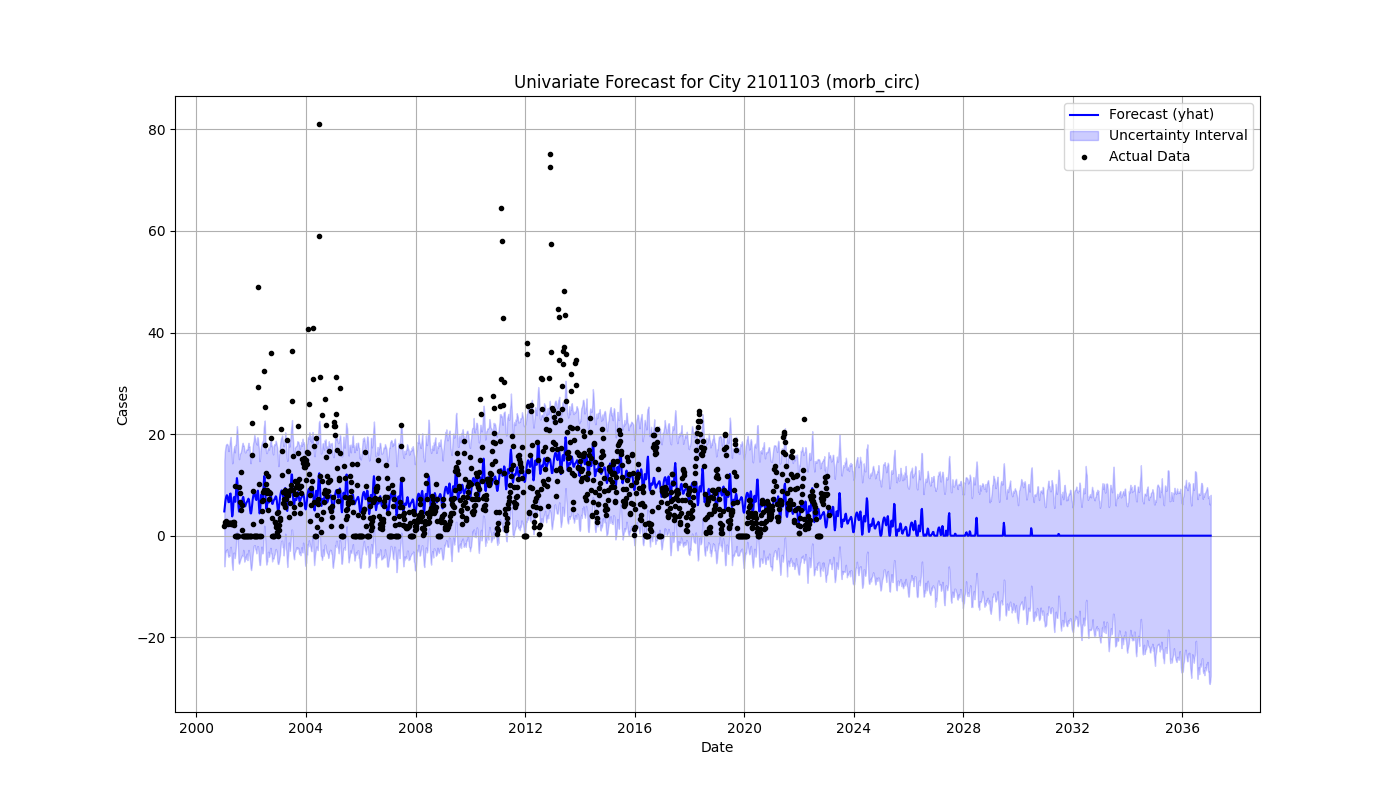 Univariate Forecast for City 2101103 (morb_circ)
Forecast (yhat)
Uncertainty Interval
Actual Data
80
60
40
20
0
−20
Cases
2000 2004 2008 2012 2016 2020 2024 2028 2032 2036
Date